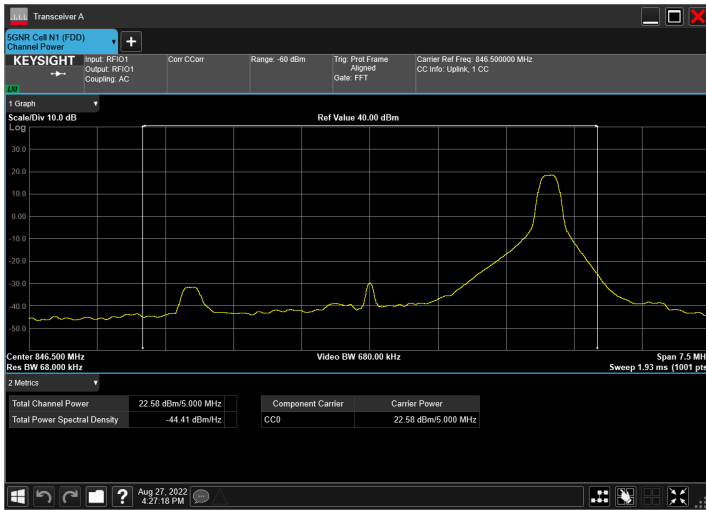 Transceiver A
5GNR Cell N1 (FDD)
Channel Power
KEYSIGHT
LXI
Input: RFIO1
Output: RFIO1
Coupling: AC
Corr CCorr
Range: -60 dBm
Trig: Prot Frame
Aligned
Gate: FFT
Carrier Ref Freq: 846.500000 MHz
CC Info: Uplink, 1 CC
1 Graph
Scale/Div 10.0 dB
Ref Value 40.00 dBm
Log
30.0
20.0
10.0
0.00
-10.0
-20.0
-30.0
-40.0
-50.0
Center 846.500 MHz
Video BW 680.00 kHz
Span 7.5 MH
Res BW 68.000 kHz
Sweep 1.93 ms (1001 pts
2 Metrics
Total Channel Power 22.58 dBm/5.000 MHz
Total Power Spectral Density -44.41 dBm/Hz
Component Carrier Carrier Power
CC0 22.58 dBm/5.000 MHz
Aug 27, 2022
4:27:18 PM